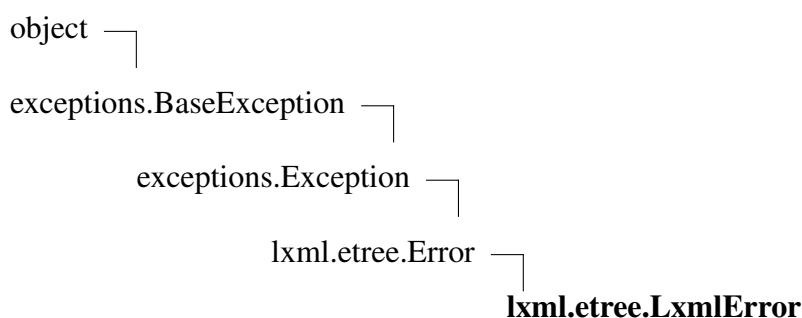 object
exceptions.BaseException
exceptions.Exception
lxml.etree.Error
lxml.etree.LxmlError